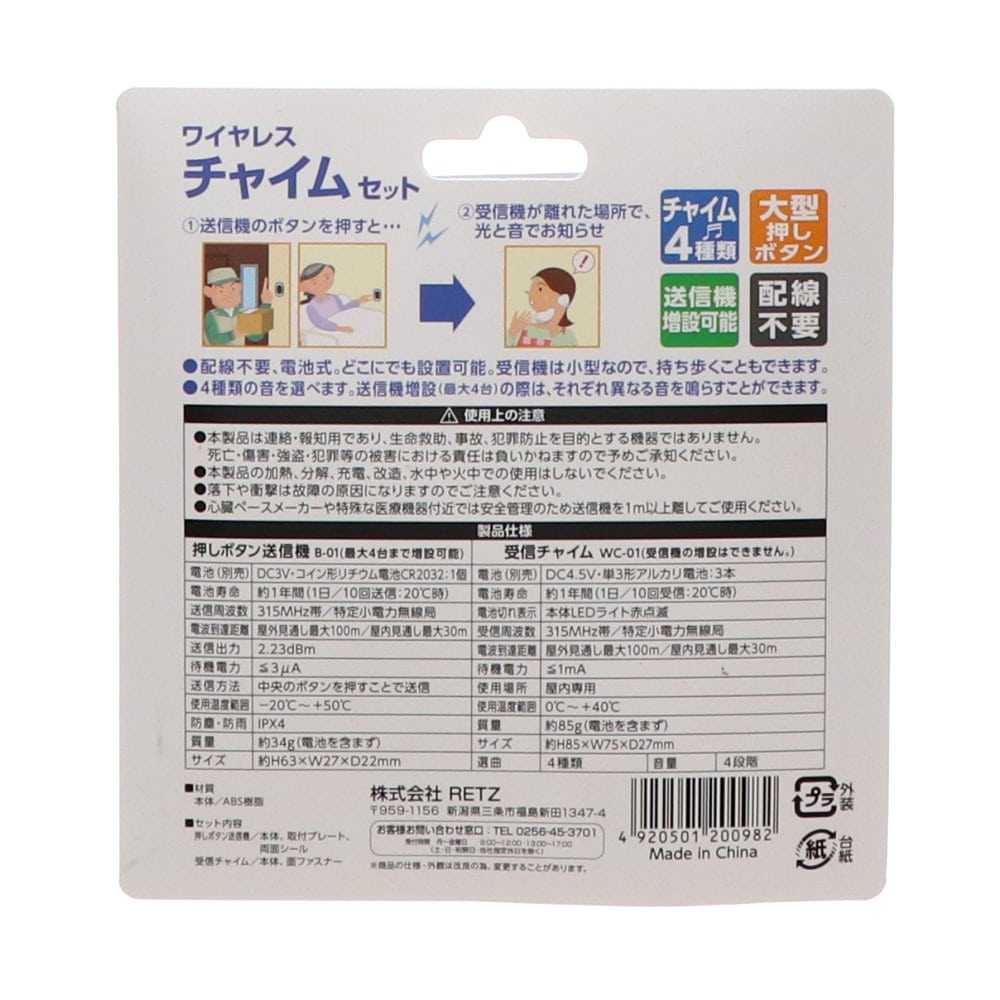 ワイヤレス
チャイムセット
①送信機のボタンを押すと…
②受信機が離れた場所で、
光と音でお知らせ
チャイム
4種類
大型
押し
ボタン
送信機
増設可能
配線
不要
!
●配線不要、電池式。どこにでも設置可能。受信機は小型なので、持ち歩くこともできます。
●4種類の音を選べます。送信機増設(最大4台)の際は、それぞれ異なる音を鳴らすことができます。
⚠ 使用上の注意
●本製品は連絡・報知用であり、生命救助、事故、犯罪防止を目的とする機器ではありません。
死亡・傷害・強盗・犯罪等の被害における責任は負いかねますので予めご承知ください。
●本製品の加熱、分解、充電、改造、水中や火中での使用はしないでください。
●落下や衝撃は故障の原因になりますのでご注意ください。
●心臓ペースメーカーや特殊な医療機器付近では安全管理のため送信機を1m以上離してご使用ください。
製品仕様
押しボタン送信機 B-01(最大4台まで増設可能)
電池(別売) DC3V・コイン形リチウム電池CR2032:1個
電池寿命 約1年間(1日/10回送信:20℃時)
送信周波数 315MHz帯/特定小電力無線局
電波到達距離 屋外見通し最大100m/屋内見通し最大30m
送信出力 2.23dBm
待機電力 ≦3μA
送信方法 中央のボタンを押すことで送信
使用温度範囲 −20℃〜+50℃
防塵・防雨 IPX4
質量 約34g(電池を含まず)
サイズ 約H63×W27×D22mm
受信チャイム WC-01(受信機の増設はできません。)
電池(別売) DC4.5V・単3形アルカリ電池:3本
電池寿命 約1年間(1日/10回受信:20℃時)
電池切れ表示 本体LEDライト赤点滅
受信周波数 315MHz帯/特定小電力無線局
電波到達距離 屋外見通し最大100m/屋内見通し最大30m
待機電力 ≦1mA
使用場所 屋内専用
使用温度範囲 0℃〜+40℃
質量 約85g(電池を含まず)
サイズ 約H85×W75×D27mm
選曲 4種類 音量 4段階
■材質
本体/ABS樹脂
■セット内容
押しボタン送信機/本体、取付プレート、
両面シール
受信チャイム/本体、面ファスナー
株式会社 RETZ
〒959-1156 新潟県三条市福島新田1347-4
お客様お問い合わせ窓口:TEL 0256-45-3701
受付時間 月〜金曜日 9:00〜12:00・13:00〜17:00
(土・日・祝祭日・当社指定休日を除く)
※商品の仕様・外観は改良の為、変更することがあります。
4 920501 200982
Made in China
プラ 外装
紙 台紙